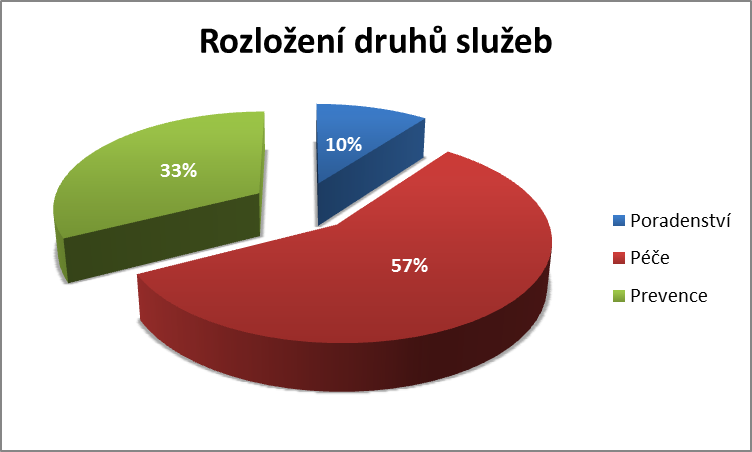 Rozložení druhů služeb
10%
33%
57%
Poradenství
Péče
Prevence